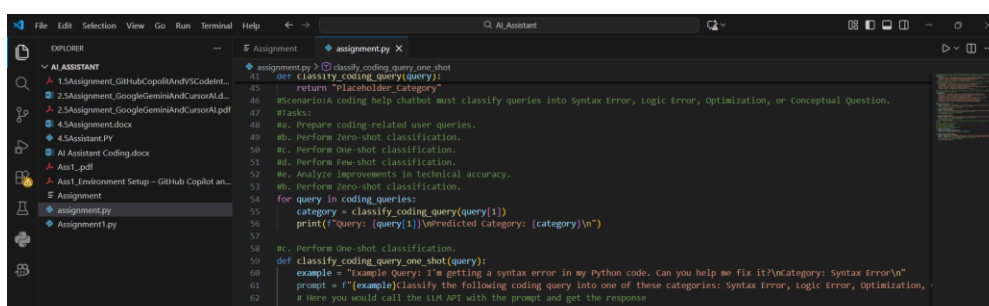 File Edit Selection View Go Run Terminal Help
AI_Assistant
EXPLORER
AI_ASSISTANT
1.5Assignment_GitHubCopolitAndVSCodeInt...
2.5Assignment_GoogleGeminiAndCursorAI.d...
2.5Assignment_GoogleGeminiAndCursorAI.pdf
4.5Assignment.docx
4.5Assistant.PY
AI Assistant Coding.docx
Ass1_.pdf
Ass1_Environment Setup – GitHub Copilot an...
Assignment
assignment.py
Assignment1.py
Assignment assignment.py
assignment.py > classify_coding_query_one_shot
41 def classify_coding_query(query):
45 return "Placeholder_Category"
46 #Scenario:A coding help chatbot must classify queries into Syntax Error, Logic Error, Optimization, or Conceptual Question.
47 #Tasks:
48 #a. Prepare coding-related user queries.
49 #b. Perform Zero-shot classification.
50 #c. Perform One-shot classification.
51 #d. Perform Few-shot classification.
52 #e. Analyze improvements in technical accuracy.
53 #b. Perform Zero-shot classification.
54 for query in coding_queries:
55 category = classify_coding_query(query[1])
56 print(f"Query: {query[1]}\nPredicted Category: {category}\n")
57
58 #c. Perform One-shot classification.
59 def classify_coding_query_one_shot(query):
60 example = "Example Query: I'm getting a syntax error in my Python code. Can you help me fix it?\nCategory: Syntax Error\n"
61 prompt = f"{example}Classify the following coding query into one of these categories: Syntax Error, Logic Error, Optimization,
62 # Here you would call the LLM API with the prompt and get the response